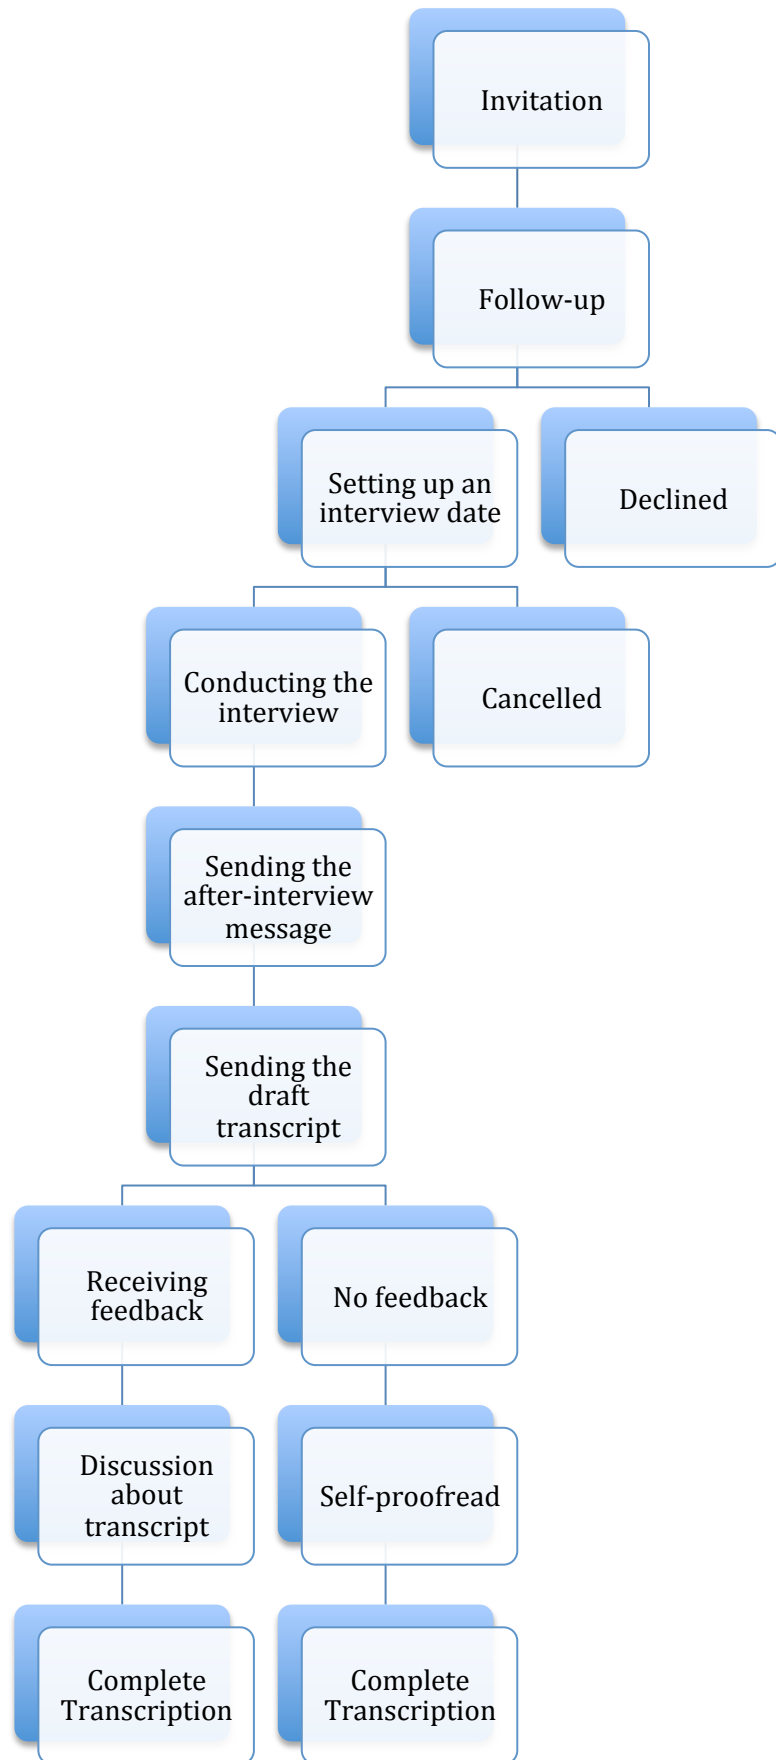 Invitation
Follow-up
Setting up an
interview date
Declined
Conducting the
interview
Cancelled
Sending the
after-interview
message
Sending the
draft
transcript
Receiving
feedback
No feedback
Discussion
about
transcript
Self-proofread
Complete
Transcription
Complete
Transcription